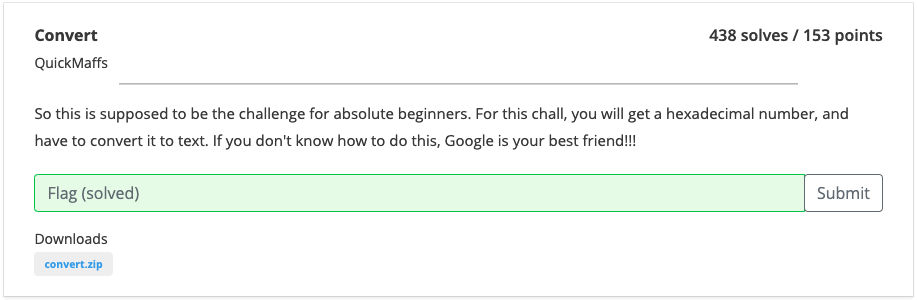 Convert
438 solves / 153 points
QuickMaffs
So this is supposed to be the challenge for absolute beginners. For this chall, you will get a hexadecimal number, and
have to convert it to text. If you don't know how to do this, Google is your best friend!!!
Flag (solved)
Submit
Downloads
convert.zip